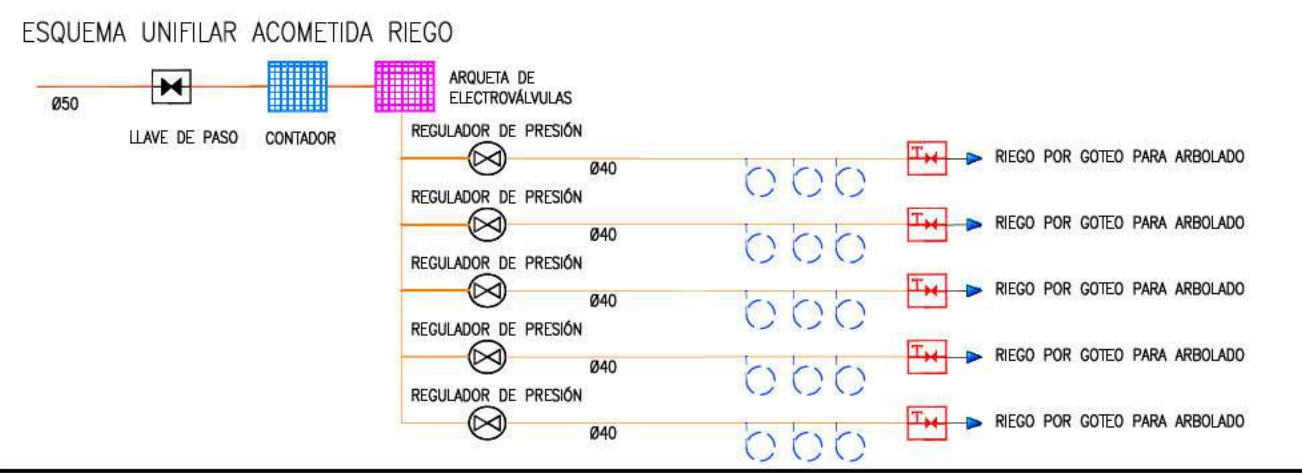 ESQUEMA UNIFILAR ACOMETIDA RIEGO
ARQUETA DE
ELECTROVÁLVULAS
Ø50
LLAVE DE PASO
CONTADOR
REGULADOR DE PRESIÓN
Ø40
T
RIEGO POR GOTEO PARA ARBOLADO
REGULADOR DE PRESIÓN
Ø40
T
RIEGO POR GOTEO PARA ARBOLADO
REGULADOR DE PRESIÓN
Ø40
T
RIEGO POR GOTEO PARA ARBOLADO
REGULADOR DE PRESIÓN
Ø40
T
RIEGO POR GOTEO PARA ARBOLADO
REGULADOR DE PRESIÓN
Ø40
T
RIEGO POR GOTEO PARA ARBOLADO